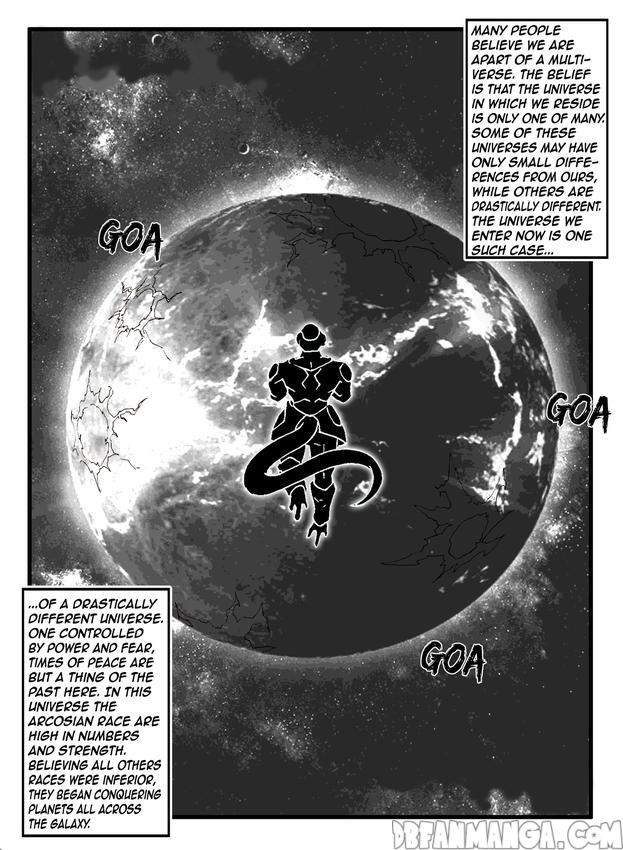 MANY PEOPLE
BELIEVE WE ARE
APART OF A MULTI-
VERSE. THE BELIEF
IS THAT THE UNIVERSE
IN WHICH WE RESIDE
IS ONLY ONE OF MANY.
SOME OF THESE
UNIVERSES MAY HAVE
ONLY SMALL DIFFE-
RENCES FROM OURS,
WHILE OTHERS ARE
DRASTICALLY DIFFERENT.
THE UNIVERSE WE
ENTER NOW IS ONE
SUCH CASE...
GOA
GOA
GOA
...OF A DRASTICALLY
DIFFERENT UNIVERSE.
ONE CONTROLLED
BY POWER AND FEAR,
TIMES OF PEACE ARE
BUT A THING OF THE
PAST HERE. IN THIS
UNIVERSE THE
ARCOSIAN RACE ARE
HIGH IN NUMBERS
AND STRENGTH.
BELIEVING ALL OTHERS
RACES WERE INFERIOR,
THEY BEGAN CONQUERING
PLANETS ALL ACROSS
THE GALAXY.
DBFANMANGA.COM